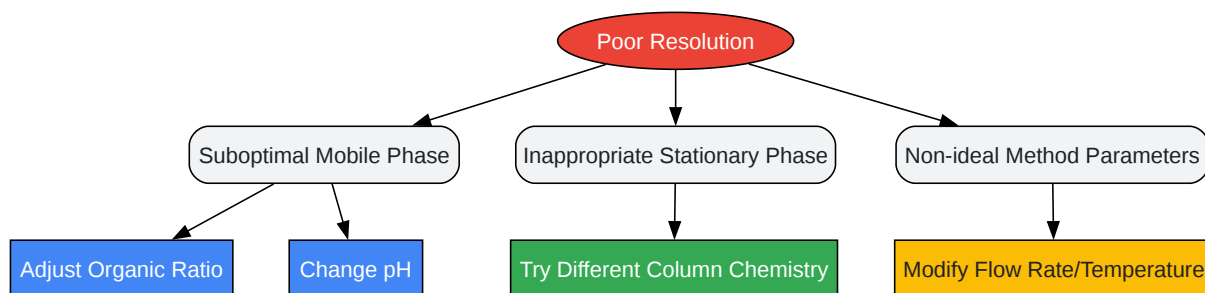 Poor Resolution
Suboptimal Mobile Phase
Inappropriate Stationary Phase
Non-ideal Method Parameters
Adjust Organic Ratio
Change pH
Try Different Column Chemistry
Modify Flow Rate/Temperature